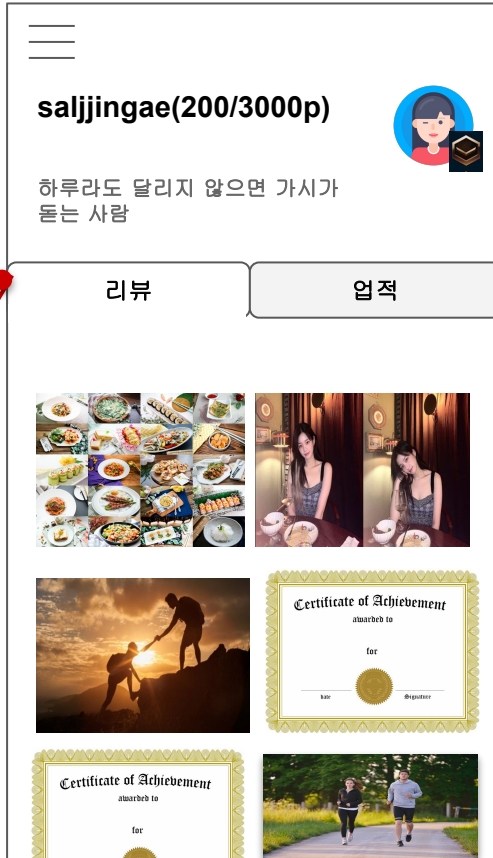 saljjingae(200/3000p)
하루라도 달리지 않으면 가시가
돋는 사람
리뷰
업적
Certificate of Achievement
awarded to
for
date
Signature
Certificate of Achievement
awarded to
for